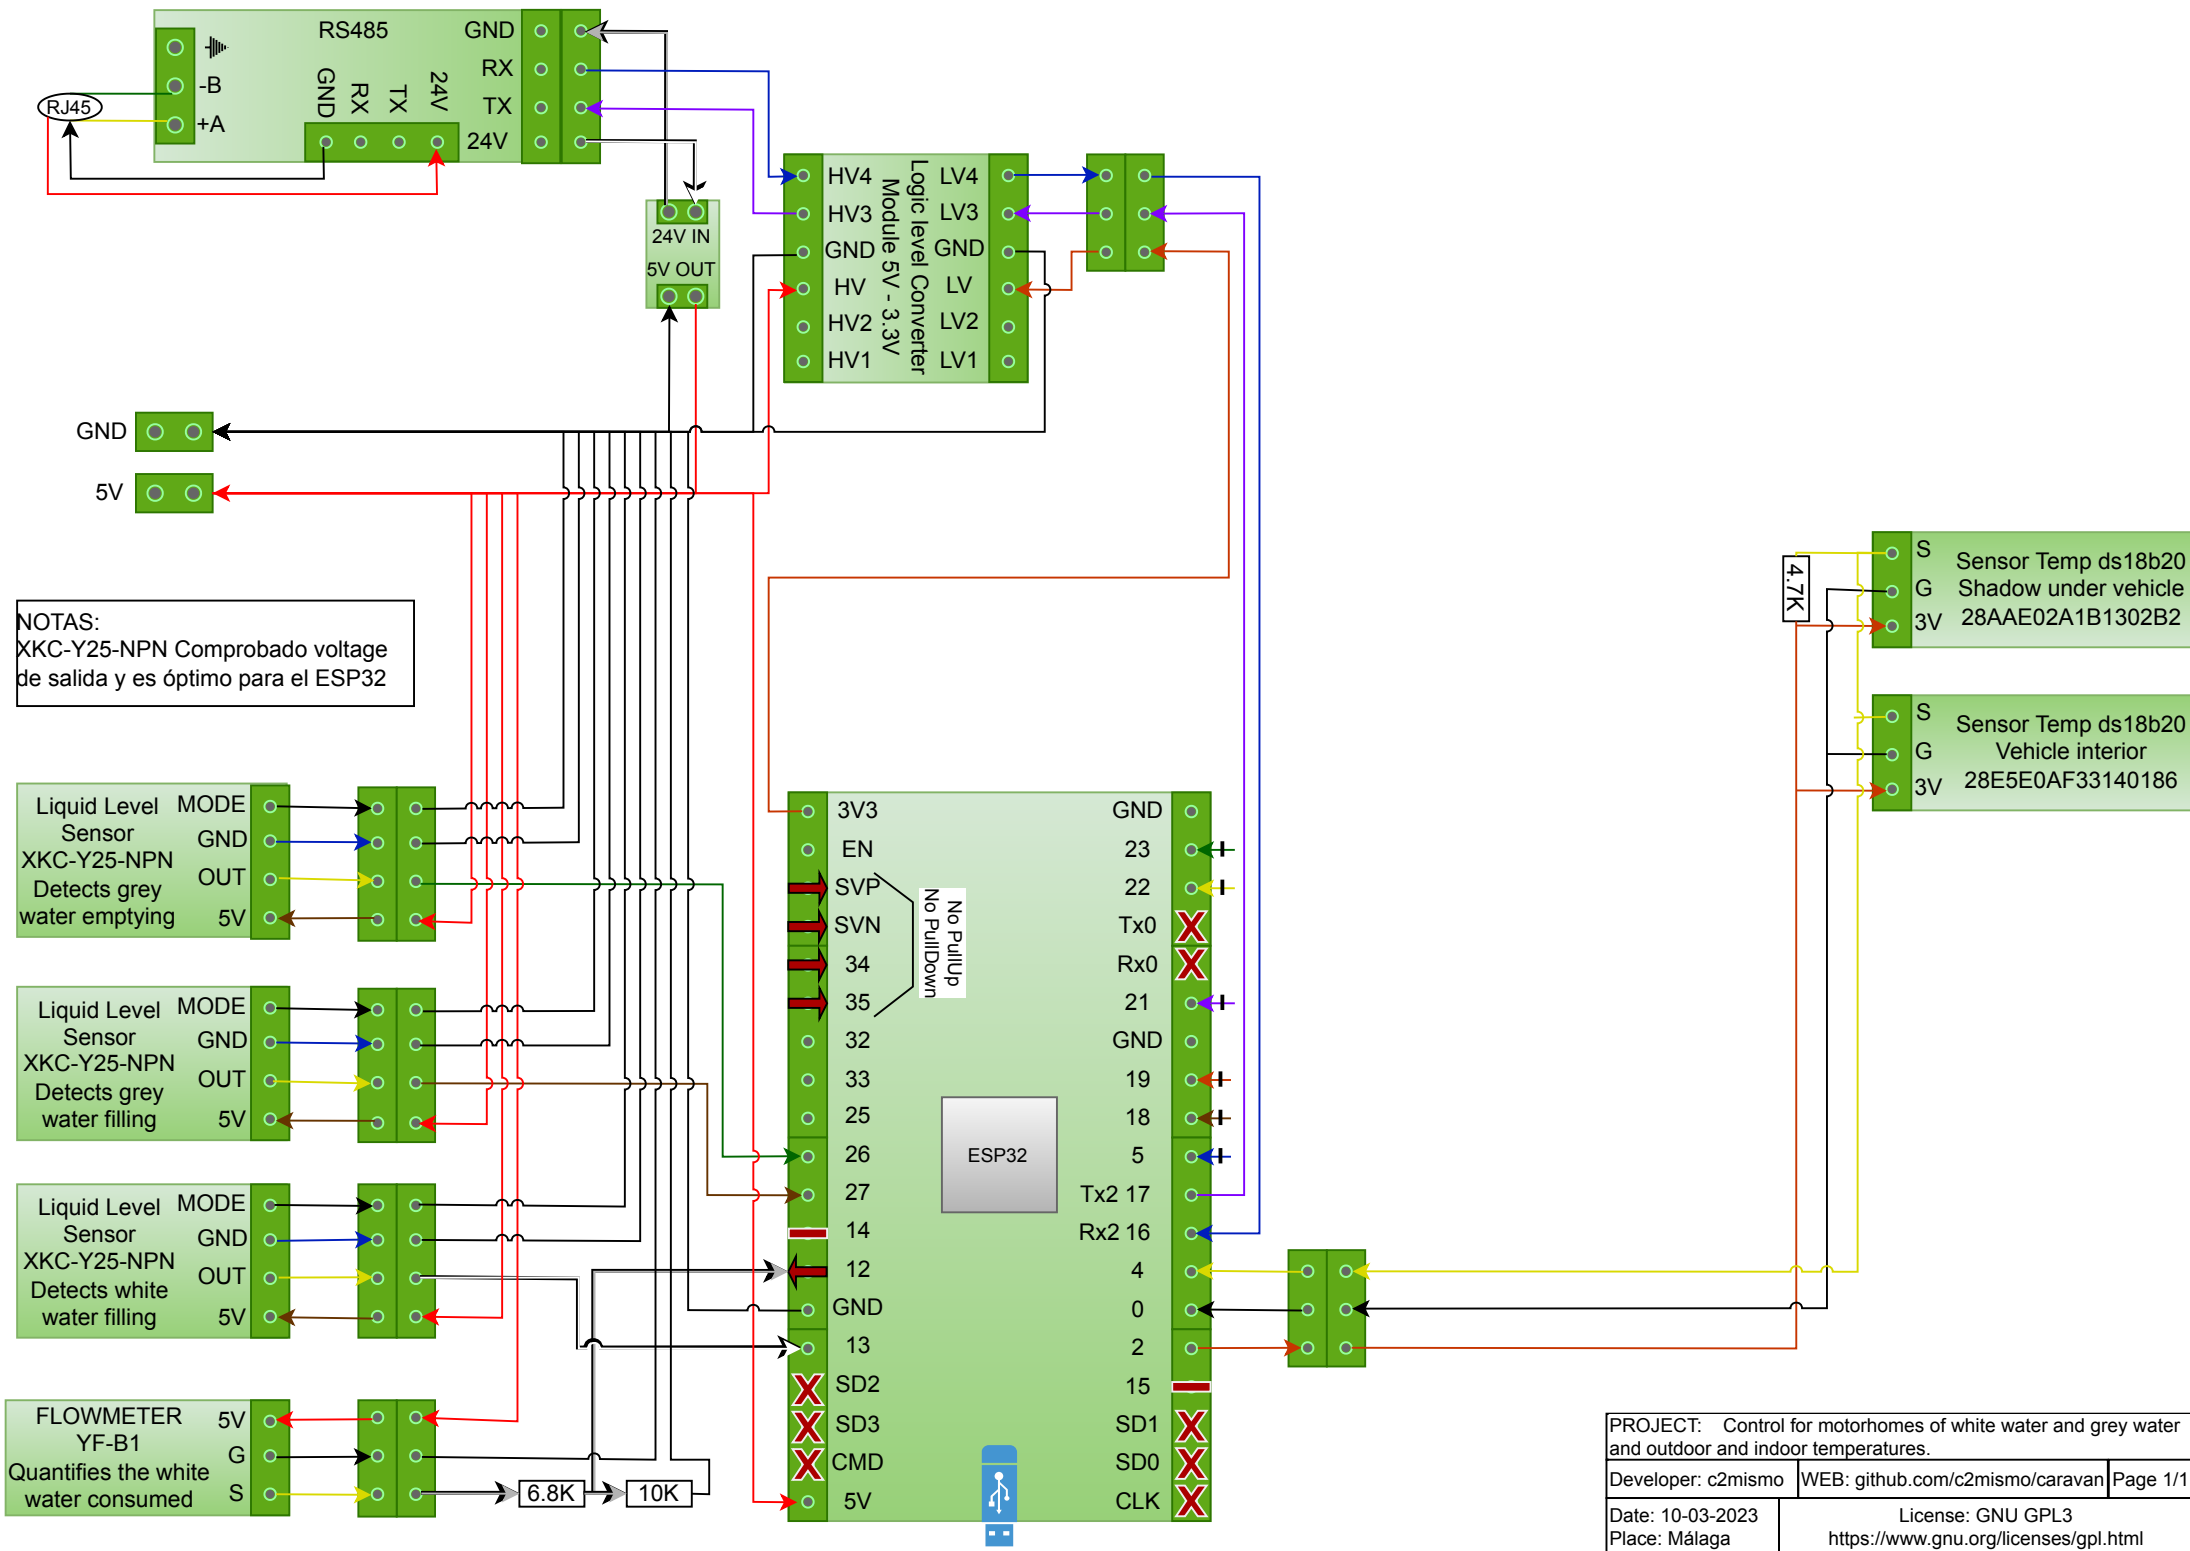 RS485
GND
RX
TX
24V
-B
+A
GND
RX
TX
24V
RJ45
24V IN
5V OUT
HV4
HV3
GND
HV
HV2
HV1
Logic level Converter
Module 5V - 3.3V
LV4
LV3
GND
LV
LV2
LV1
GND
5V
NOTAS:
XKC-Y25-NPN Comprobado voltage
de salida y es óptimo para el ESP32
4.7K
S
G
3V
Sensor Temp ds18b20
Shadow under vehicle
28AAE02A1B1302B2
S
G
3V
Sensor Temp ds18b20
Vehicle interior
28E5E0AF33140186
Liquid Level
Sensor
XKC-Y25-NPN
Detects grey
water emptying
MODE
GND
OUT
5V
Liquid Level
Sensor
XKC-Y25-NPN
Detects grey
water filling
MODE
GND
OUT
5V
Liquid Level
Sensor
XKC-Y25-NPN
Detects white
water filling
MODE
GND
OUT
5V
FLOWMETER
YF-B1
Quantifies the white
water consumed
5V
G
S
6.8K
10K
3V3
EN
SVP
SVN
34
35
32
33
25
26
27
14
12
GND
13
SD2
SD3
CMD
5V
No PullUp
No PullDown
ESP32
GND
23
22
Tx0
Rx0
21
GND
19
18
5
Tx2 17
Rx2 16
4
0
2
15
SD1
SD0
CLK
PROJECT: Control for motorhomes of white water and grey water
and outdoor and indoor temperatures.
Developer: c2mismo
WEB: github.com/c2mismo/caravan
Page 1/1
Date: 10-03-2023
Place: Málaga
License: GNU GPL3
https://www.gnu.org/licenses/gpl.html